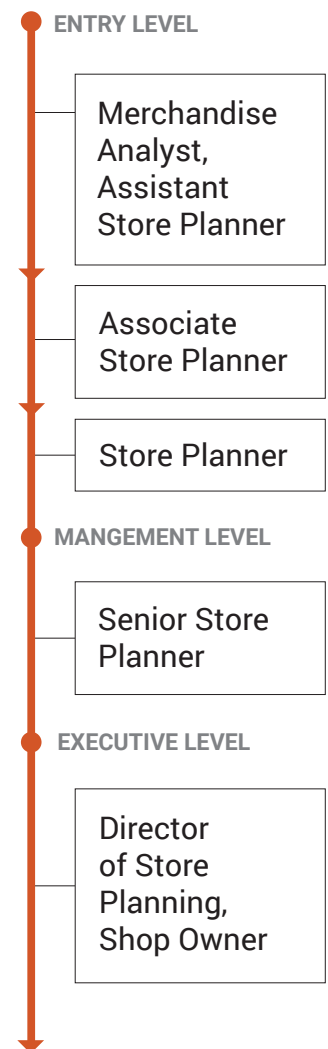 ENTRY LEVEL
Merchandise
Analyst,
Assistant
Store Planner
Associate
Store Planner
Store Planner
MANGEMENT LEVEL
Senior Store
Planner
EXECUTIVE LEVEL
Director
of Store
Planning,
Shop Owner